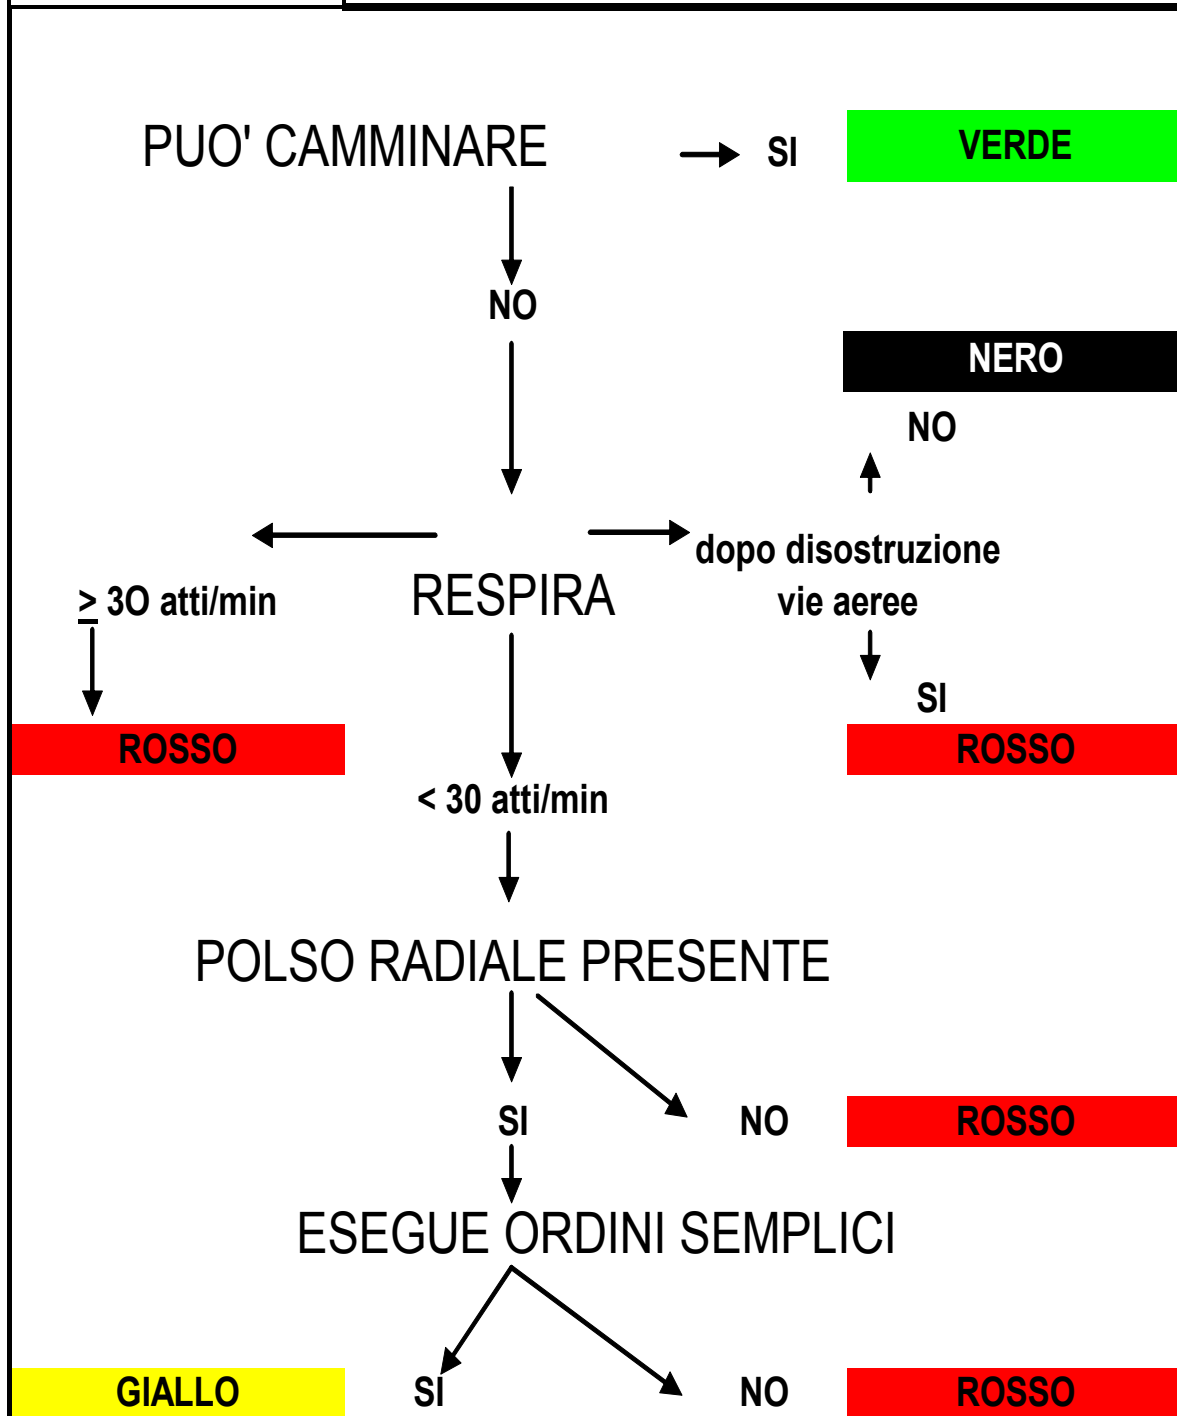 PUO' CAMMINARE SI VERDE
NO
NERO
NO
dopo disostruzione
vie aeree
> 3O atti/min RESPIRA
SI
ROSSO ROSSO
< 30 atti/min
POLSO RADIALE PRESENTE
SI NO ROSSO
ESEGUE ORDINI SEMPLICI
GIALLO SI NO ROSSO